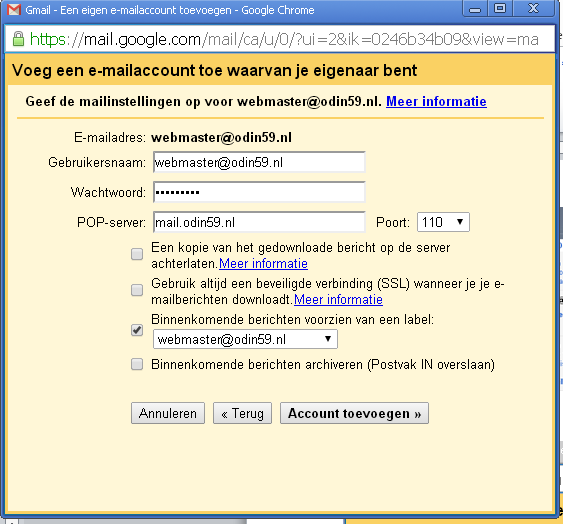 Gmail - Een eigen e-mailaccount toevoegen - Google Chrome
https://mail.google.com/mail/ca/u/0/?ui=2&ik=0246b34b09&view=ma
Voeg een e-mailaccount toe waarvan je eigenaar bent
Geef de mailinstellingen op voor webmaster@odin59.nl. Meer informatie
E-mailadres: webmaster@odin59.nl
Gebruikersnaam: webmaster@odin59.nl
Wachtwoord: •••••••••
POP-server: mail.odin59.nl Poort: 110
Een kopie van het gedownloade bericht op de server
achterlaten.Meer informatie
Gebruik altijd een beveiligde verbinding (SSL) wanneer je je e-
mailberichten downloadt.Meer informatie
Binnenkomende berichten voorzien van een label:
webmaster@odin59.nl
Binnenkomende berichten archiveren (Postvak IN overslaan)
Annuleren « Terug Account toevoegen »